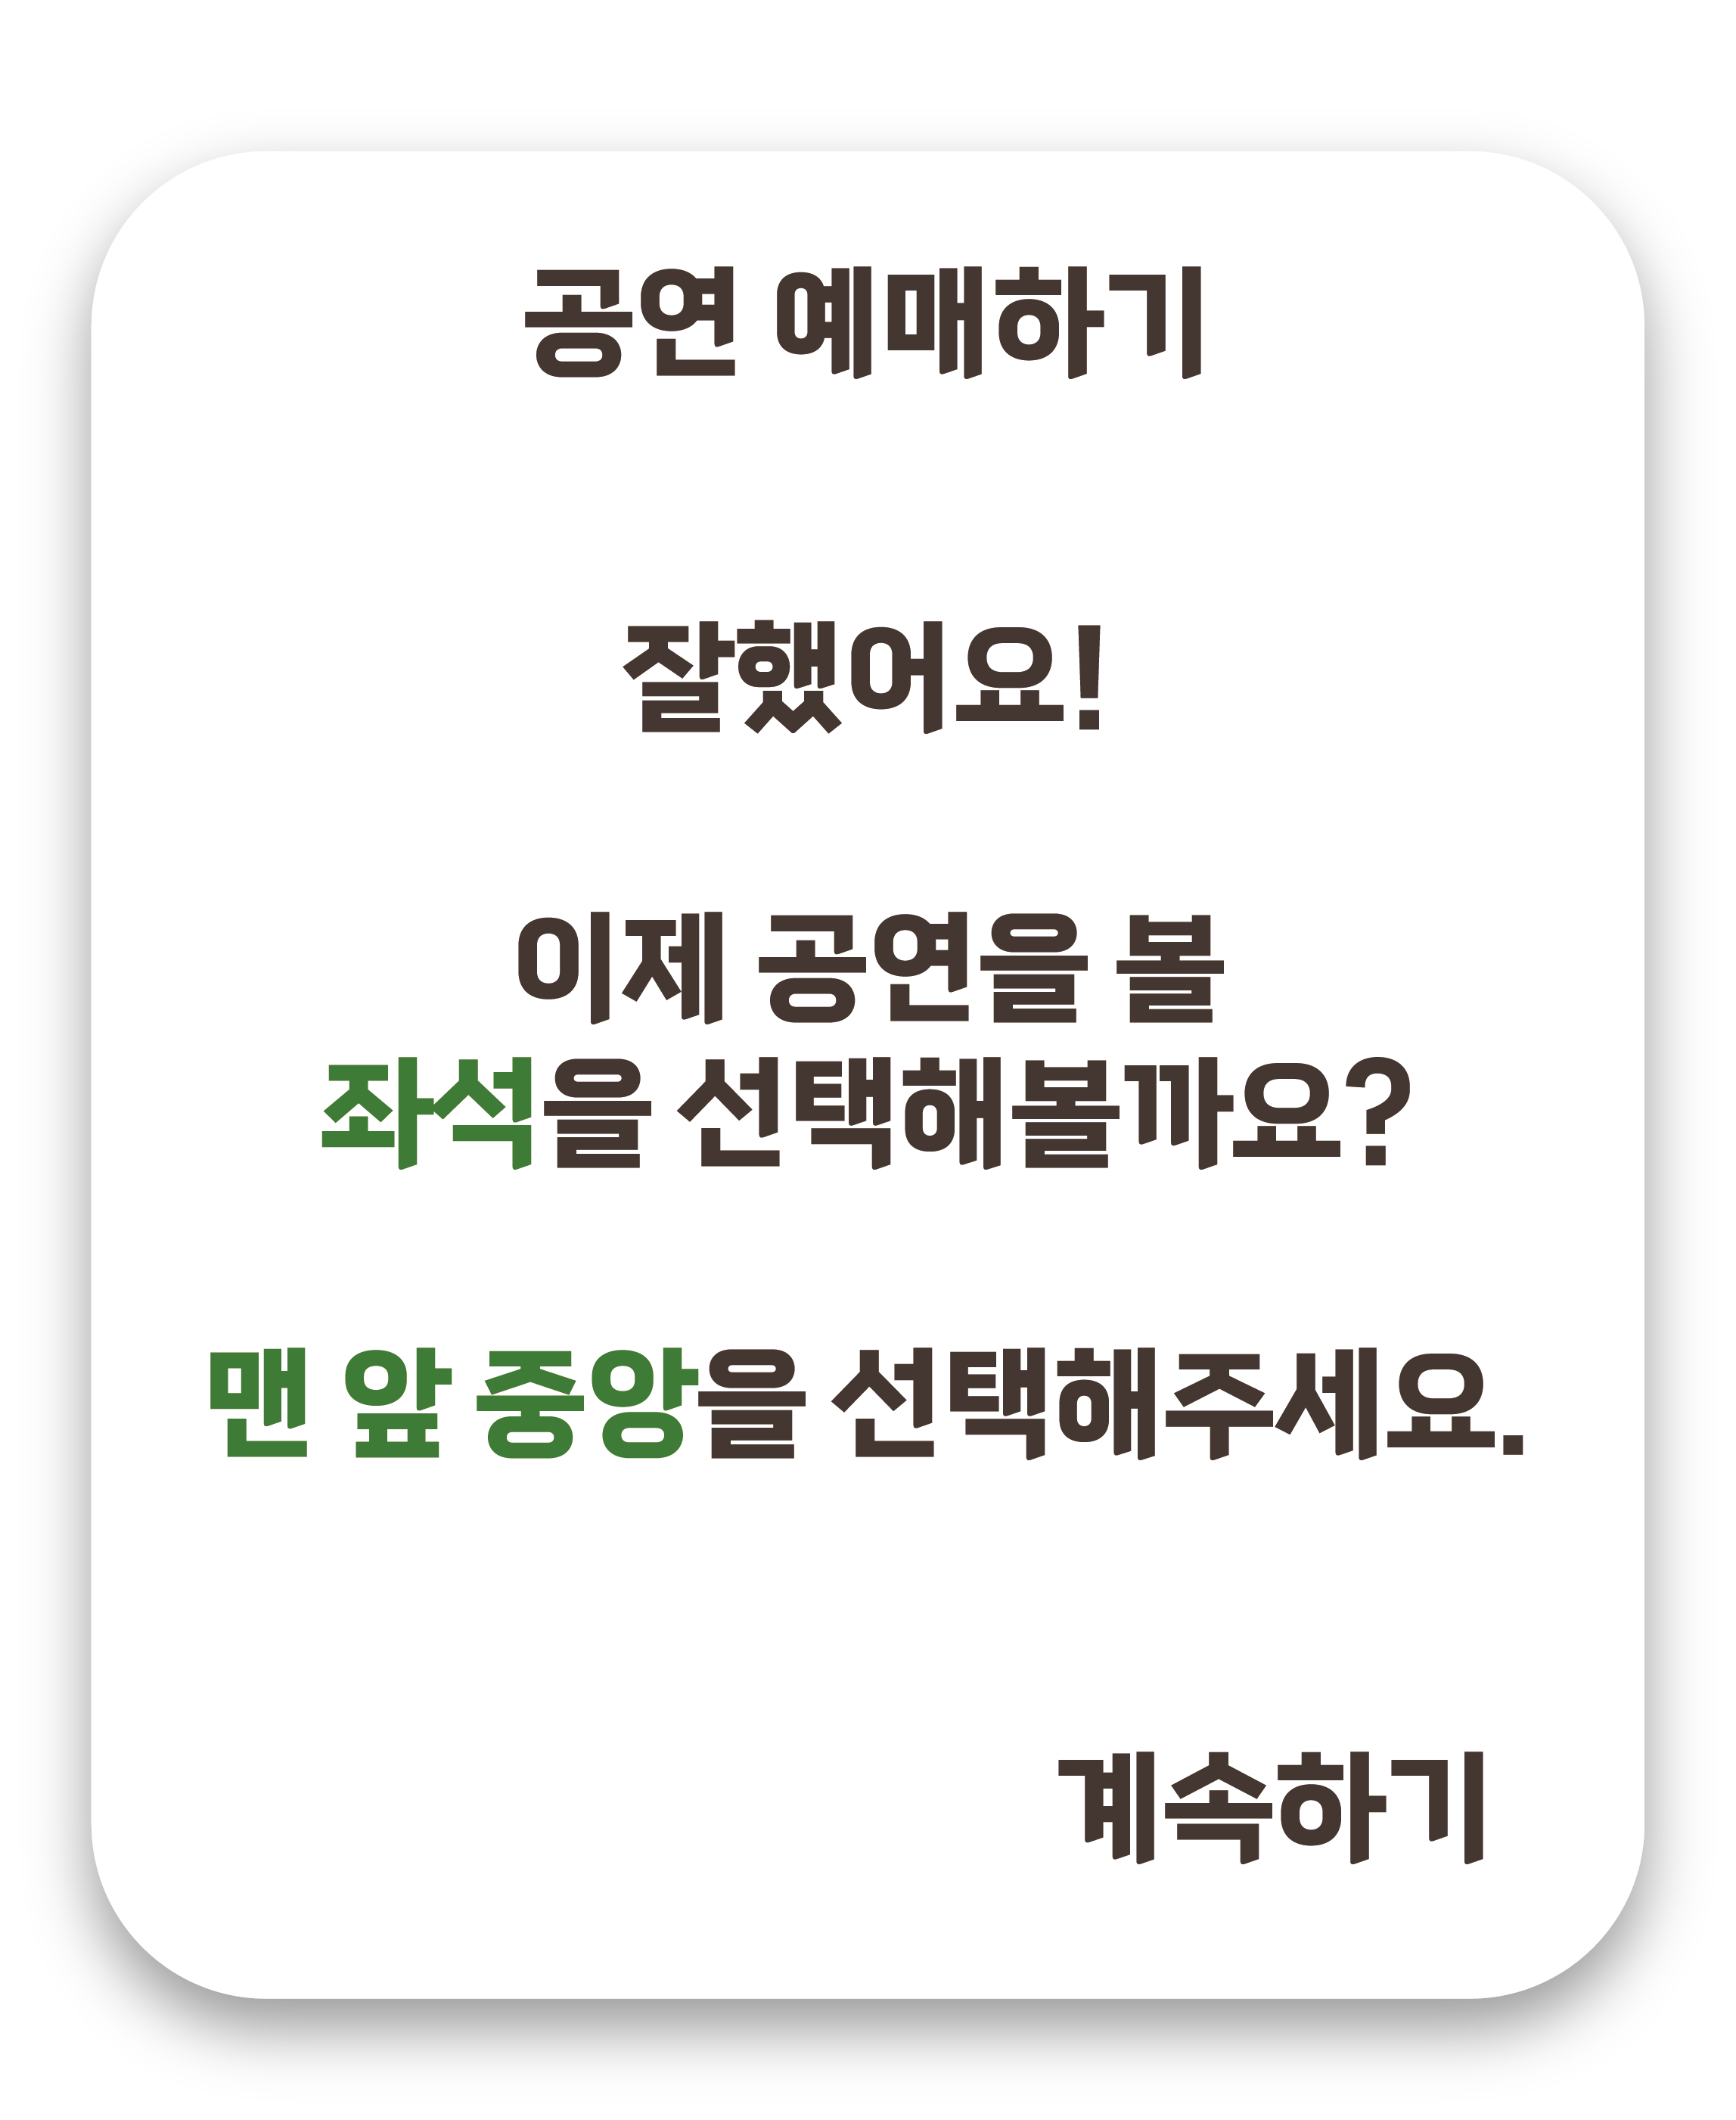 공연 예매하기
잘했어요!
이제 공연을 볼
좌석을 선택해볼까요?
맨 앞 중앙을 선택해주세요.
계속하기